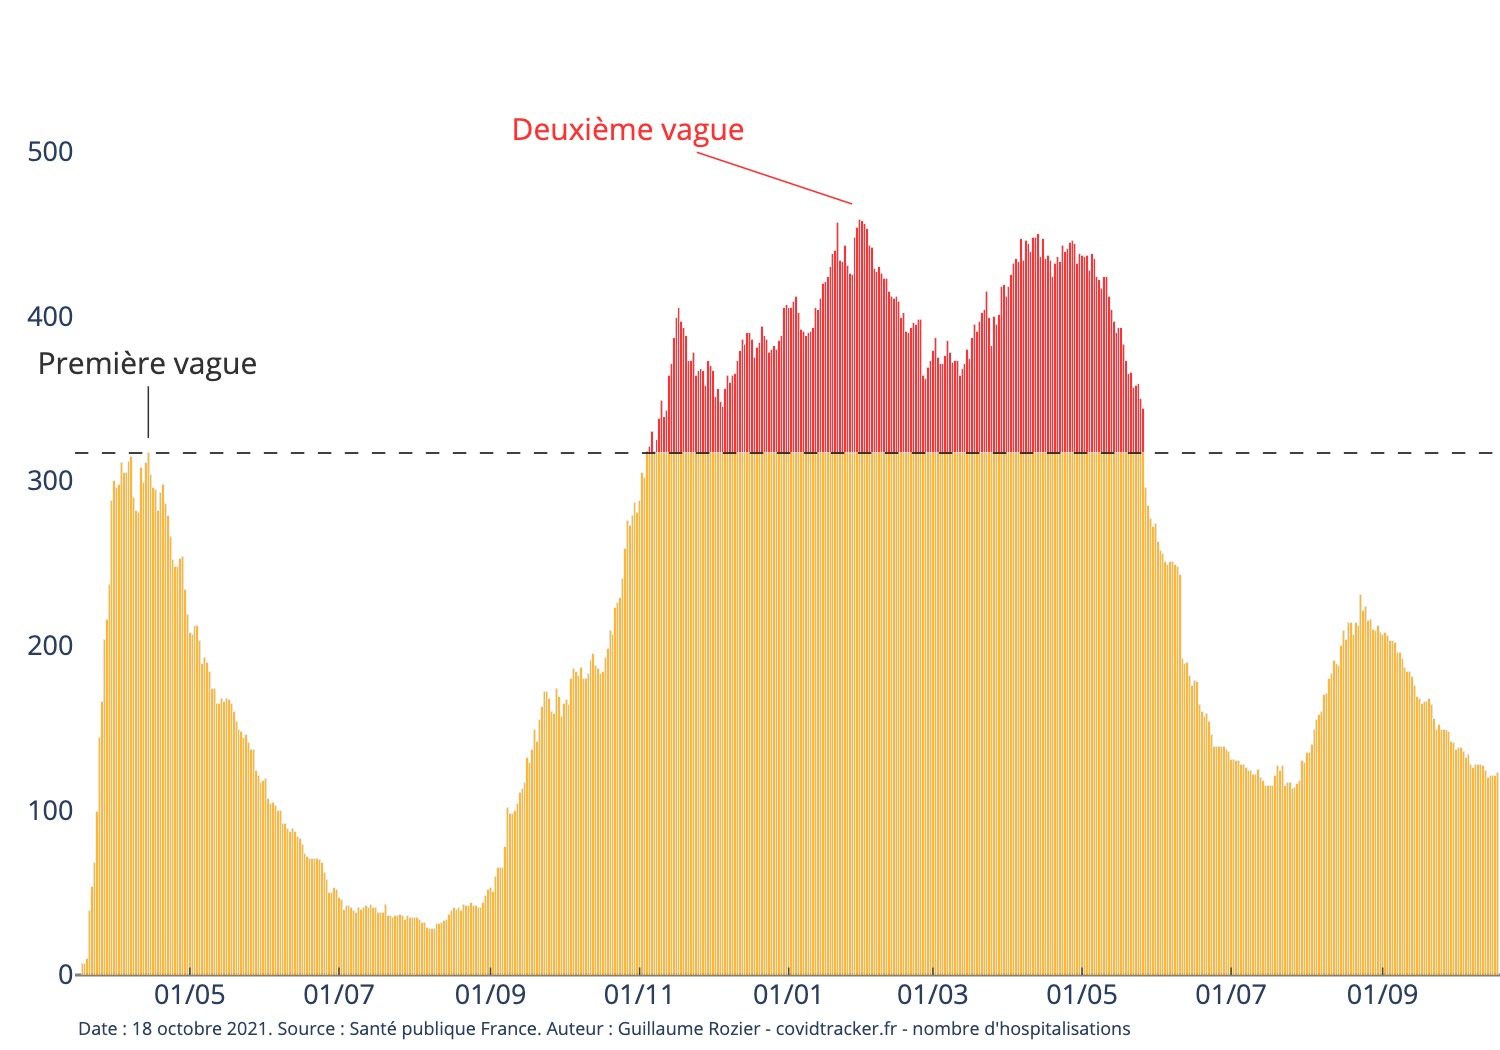 Deuxième vague
500
400
Première vague
300
200
100
0
01/05 01/07 01/09 01/11 01/01 01/03 01/05 01/07 01/09
Date : 18 octobre 2021. Source : Santé publique France. Auteur : Guillaume Rozier - covidtracker.fr - nombre d'hospitalisations